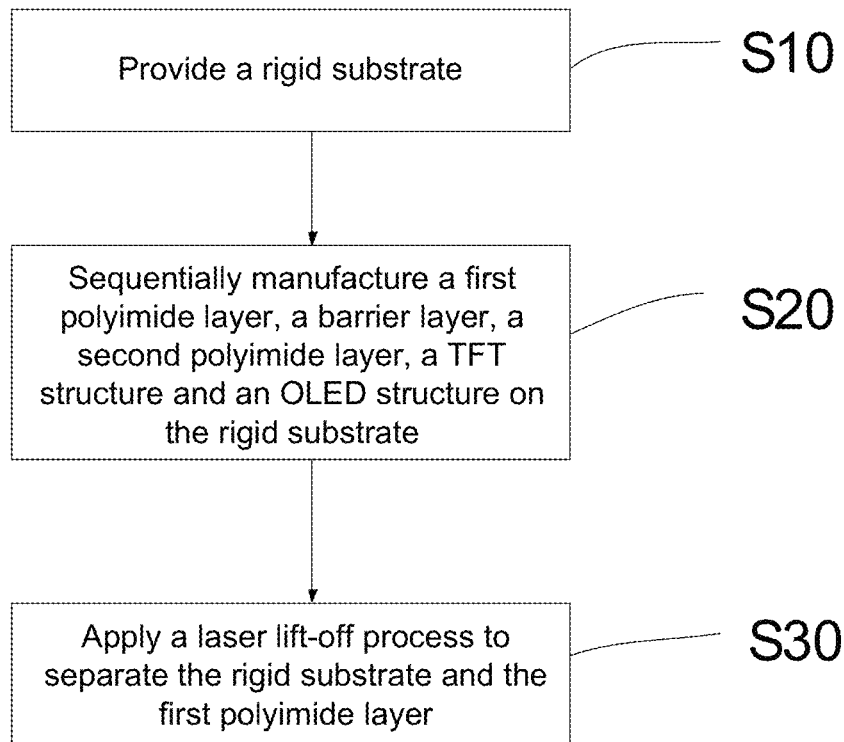 Provide a rigid substrate
S10
Sequentially manufacture a first
polyimide layer, a barrier layer, a
second polyimide layer, a TFT
structure and an OLED structure on
the rigid substrate
S20
Apply a laser lift-off process to
separate the rigid substrate and the
first polyimide layer
S30